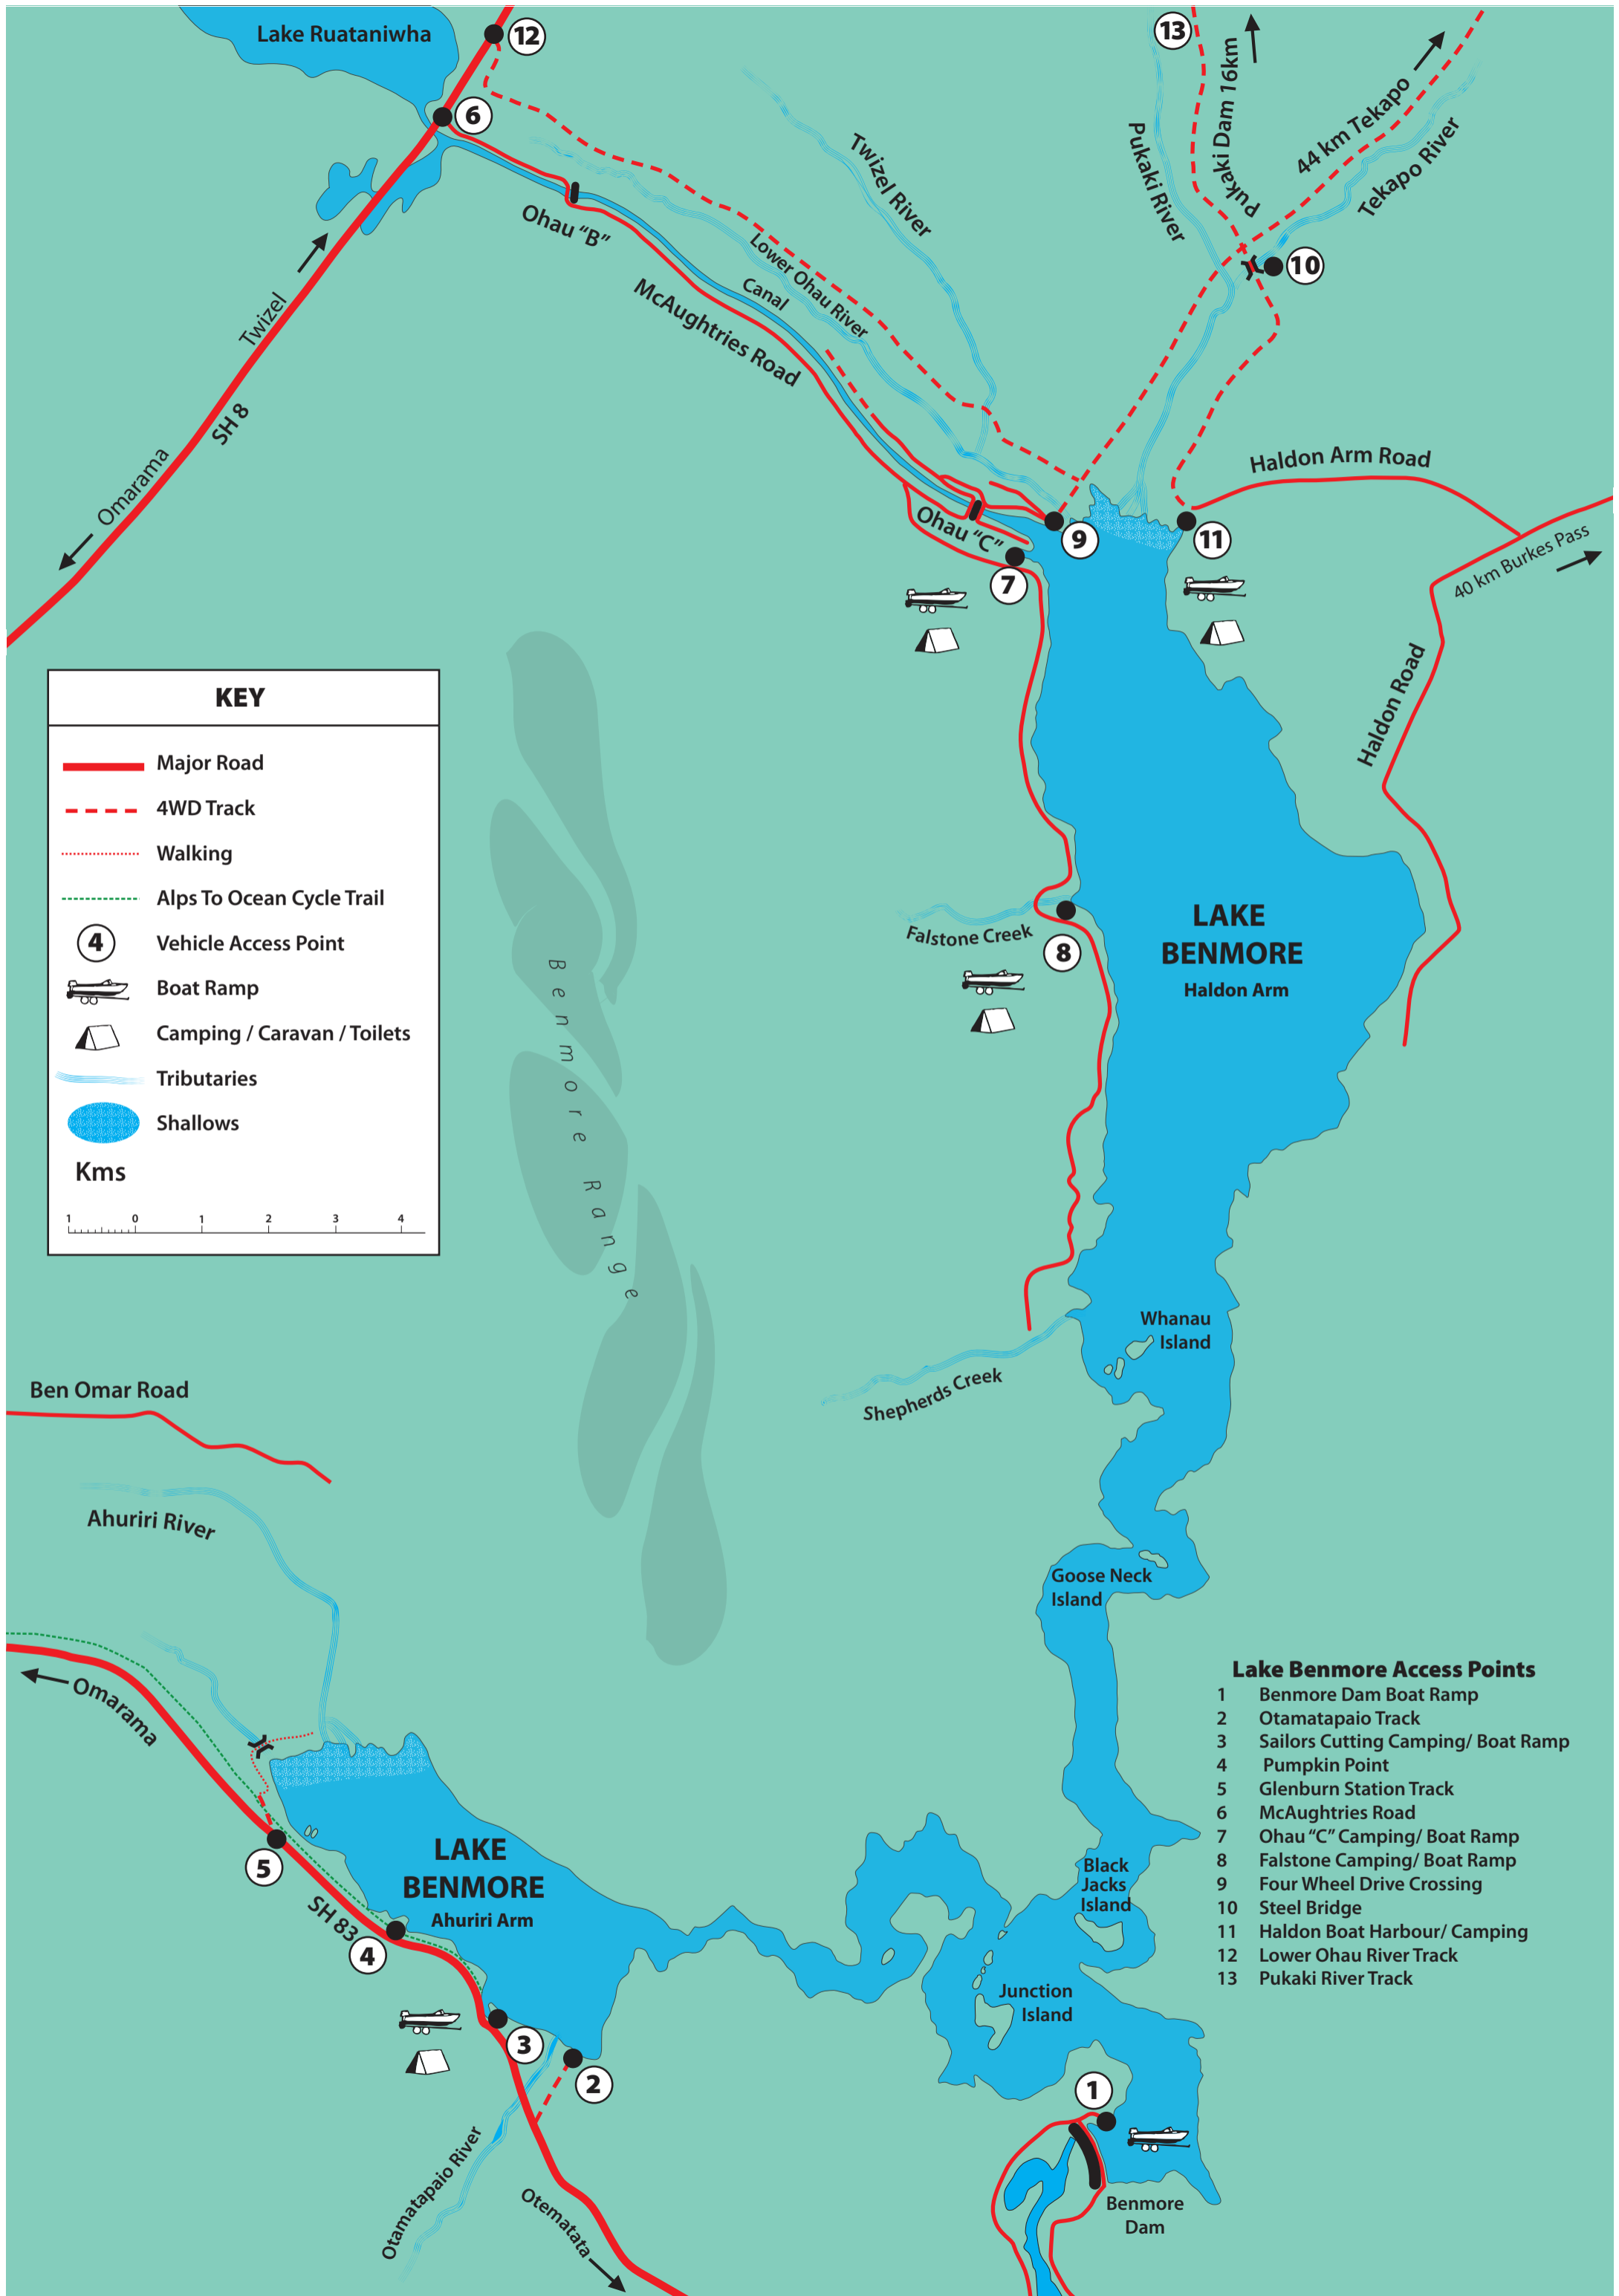 Lake Ruataniwha
12
6
13
Pukaki Dam 16km
44 km Tekapo
Pukaki River
Tekapo River
Twizel River
10
Ohau “B”
Lower Ohau River
Canal
McAughtries Road
Twizel
SH 8
Omarama
Haldon Arm Road
Ohau “C”
9
11
7
40 km Burkes Pass
Haldon Road
KEY
Major Road
4WD Track
Walking
Alps To Ocean Cycle Trail
4
Vehicle Access Point
Boat Ramp
Camping / Caravan / Toilets
Tributaries
Shallows
Kms
1 0 1 2 3 4
Benmore Range
Falstone Creek
8
LAKE
BENMORE
Haldon Arm
Whanau
Island
Shepherds Creek
Ben Omar Road
Ahuriri River
Goose Neck
Island
Omarama
5
SH 83
4
LAKE
BENMORE
Ahuriri Arm
3
2
Otamatapaio River
Otematata
Black
Jacks
Island
Junction
Island
1
Benmore
Dam
Lake Benmore Access Points
1 Benmore Dam Boat Ramp
2 Otamatapaio Track
3 Sailors Cutting Camping/ Boat Ramp
4 Pumpkin Point
5 Glenburn Station Track
6 McAughtries Road
7 Ohau “C” Camping/ Boat Ramp
8 Falstone Camping/ Boat Ramp
9 Four Wheel Drive Crossing
10 Steel Bridge
11 Haldon Boat Harbour/ Camping
12 Lower Ohau River Track
13 Pukaki River Track